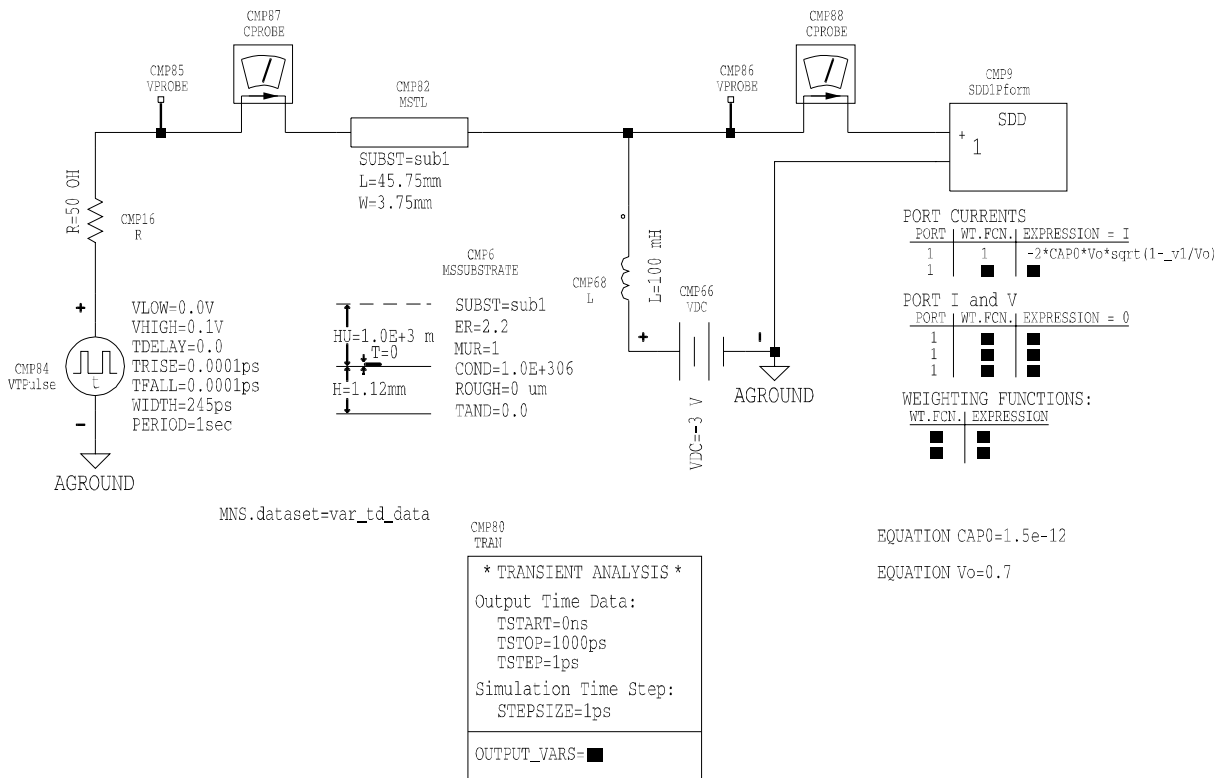 CMP87
CPROBE
CMP88
CPROBE
CMP85
VPROBE
CMP82
MSTL
CMP86
VPROBE
CMP9
SDD1Pform
SDD
+
1
SUBST=sub1
L=45.75mm
W=3.75mm
R=50 OH
CMP16
R
CMP68
L
L=100 mH
CMP66
VDC
+
-
VDC=-3 V
AGROUND
CMP6
MSSUBSTRATE
SUBST=sub1
ER=2.2
MUR=1
COND=1.0E+306
ROUGH=0 um
TAND=0.0
HU=1.0E+3 m
T=0
H=1.12mm
+
VLOW=0.0V
VHIGH=0.1V
TDELAY=0.0
TRISE=0.0001ps
TFALL=0.0001ps
WIDTH=245ps
PERIOD=1sec
CMP84
VTPulse
t
-
AGROUND
PORT CURRENTS
PORT WT.FCN. EXPRESSION = I
1 1 -2*CAP0*Vo*sqrt(1-_v1/Vo)
1
PORT I and V
PORT WT.FCN. EXPRESSION = 0
1
1
1
WEIGHTING FUNCTIONS:
WT.FCN. EXPRESSION
MNS.dataset=var_td_data
CMP80
TRAN
* TRANSIENT ANALYSIS *
Output Time Data:
TSTART=0ns
TSTOP=1000ps
TSTEP=1ps
Simulation Time Step:
STEPSIZE=1ps
OUTPUT_VARS=
EQUATION CAP0=1.5e-12
EQUATION Vo=0.7